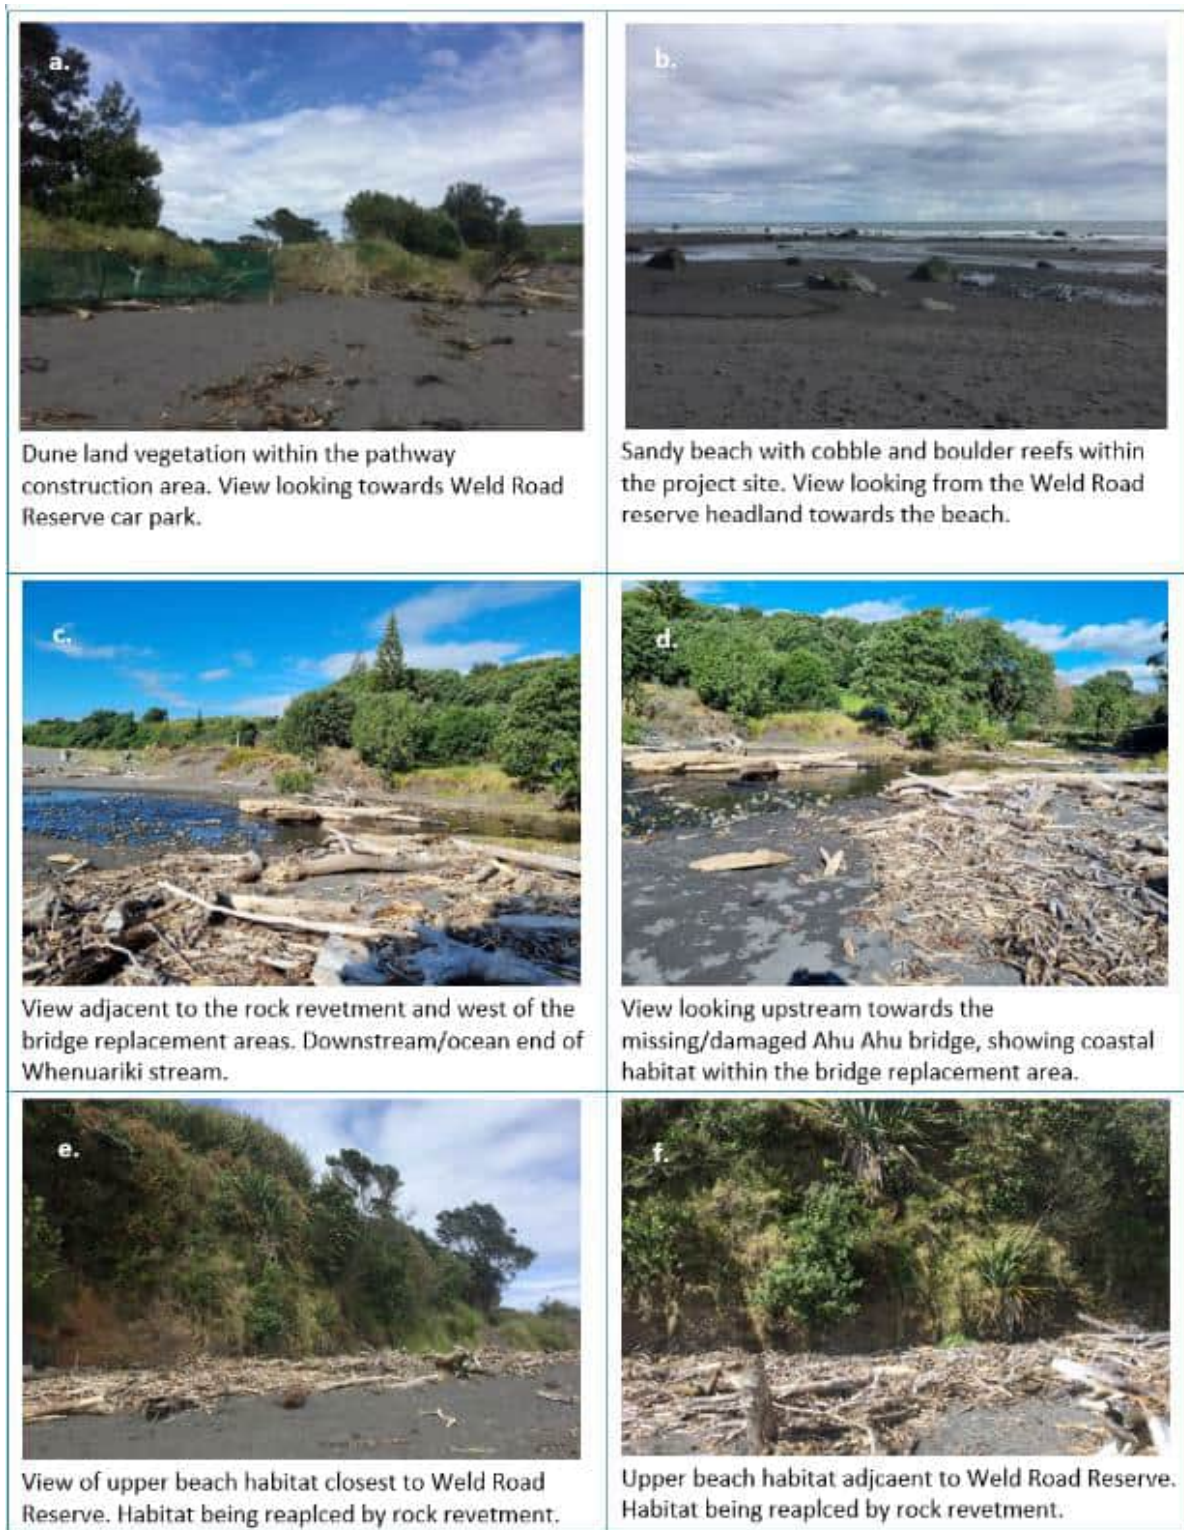 a.
Dune land vegetation within the pathway
construction area. View looking towards Weld Road
Reserve car park.
b.
Sandy beach with cobble and boulder reefs within
the project site. View looking from the Weld Road
reserve headland towards the beach.
c.
View adjacent to the rock revetment and west of the
bridge replacement areas. Downstream/ocean end of
Whenuariki stream.
d.
View looking upstream towards the
missing/damaged Ahu Ahu bridge, showing coastal
habitat within the bridge replacement area.
e.
View of upper beach habitat closest to Weld Road
Reserve. Habitat being reaplced by rock revetment.
f.
Upper beach habitat adjcaent to Weld Road Reserve.
Habitat being reaplced by rock revetment.